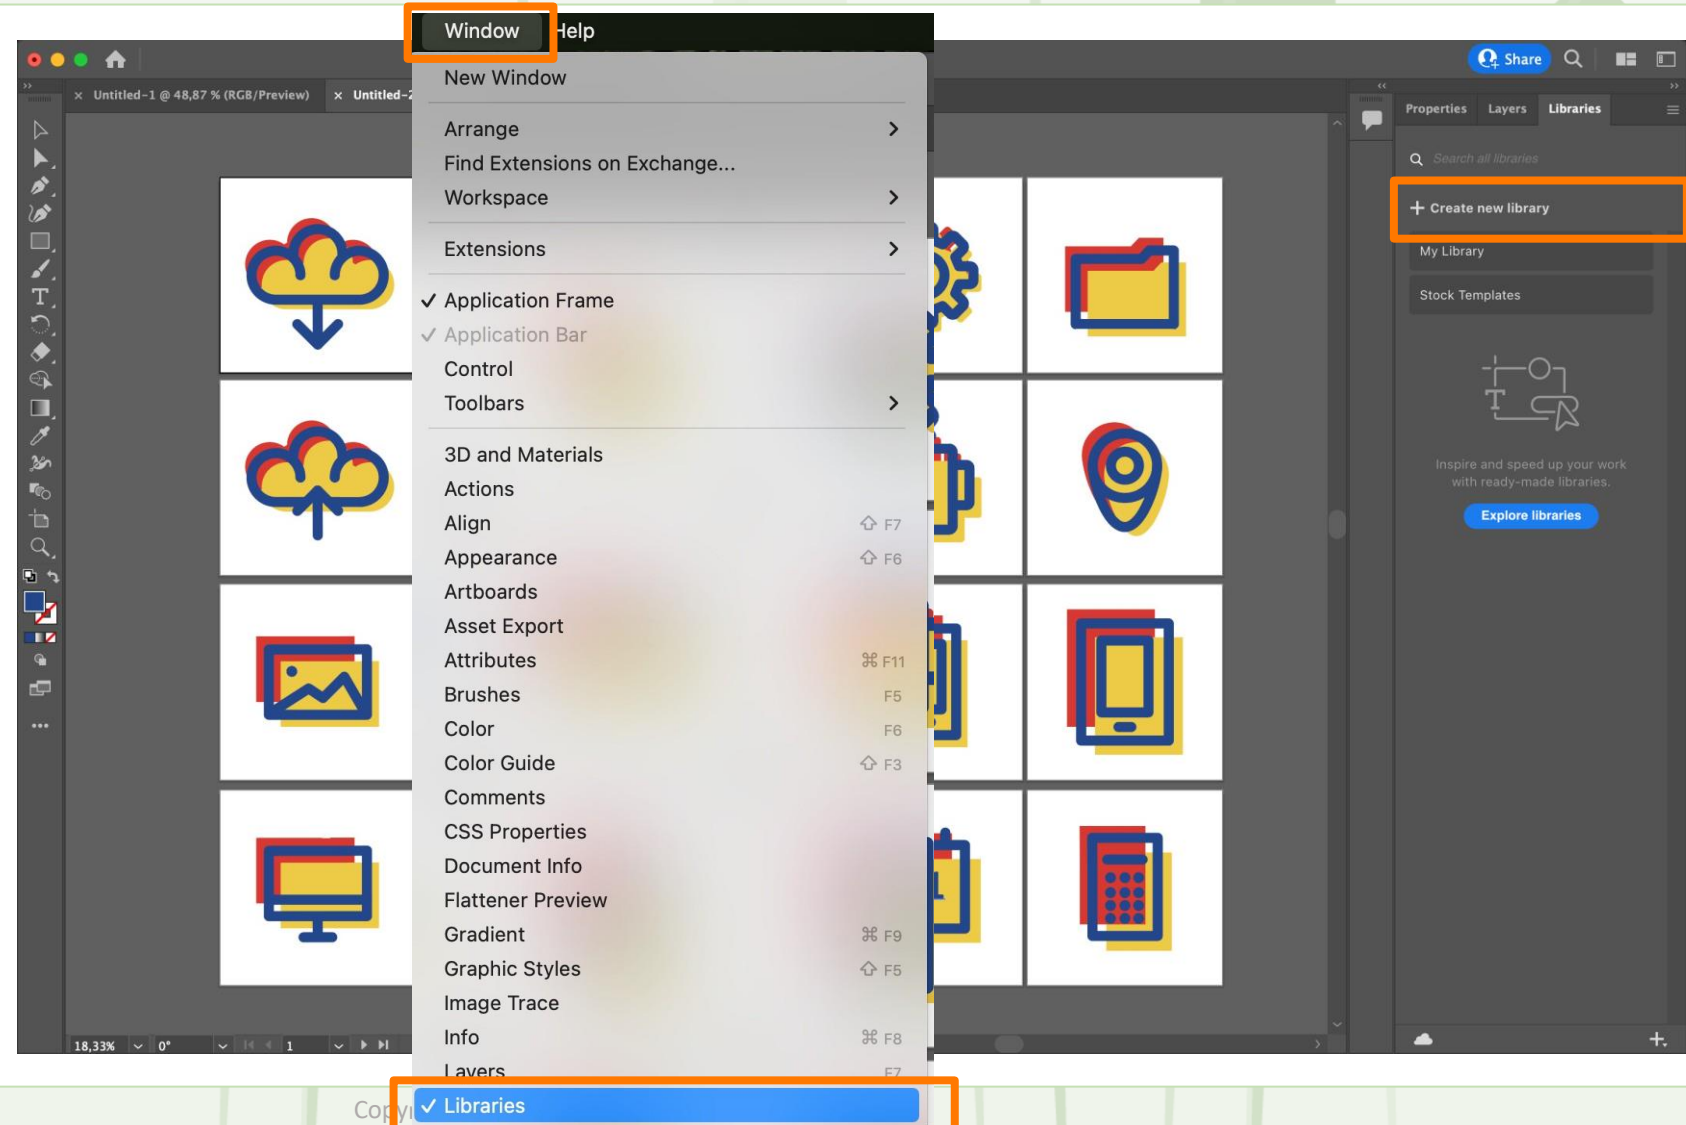 Window
Help
Share
× Untitled-1 @ 48,87 % (RGB/Preview)
× Untitled-2
New Window
Arrange
Find Extensions on Exchange...
Workspace
Extensions
✓ Application Frame
✓ Application Bar
Control
Toolbars
3D and Materials
Actions
Align ⇧ F7
Appearance ⇧ F6
Artboards
Asset Export
Attributes ⌘ F11
Brushes F5
Color F6
Color Guide ⇧ F3
Comments
CSS Properties
Document Info
Flattener Preview
Gradient ⌘ F9
Graphic Styles ⇧ F5
Image Trace
Info ⌘ F8
Layers F7
✓ Libraries
Properties Layers Libraries
Search all libraries
+ Create new library
My Library
Stock Templates
T
Inspire and speed up your work
with ready-made libraries.
Explore libraries
18,33% 0° 1